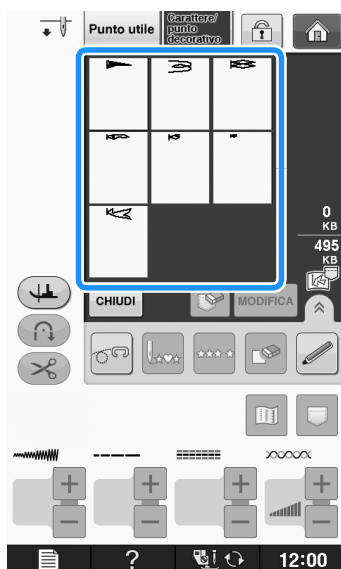 Punto utile
Carattere/
punto
decorativo
0
KB
495
KB
CHIUDI
MODIFICA
?
12:00